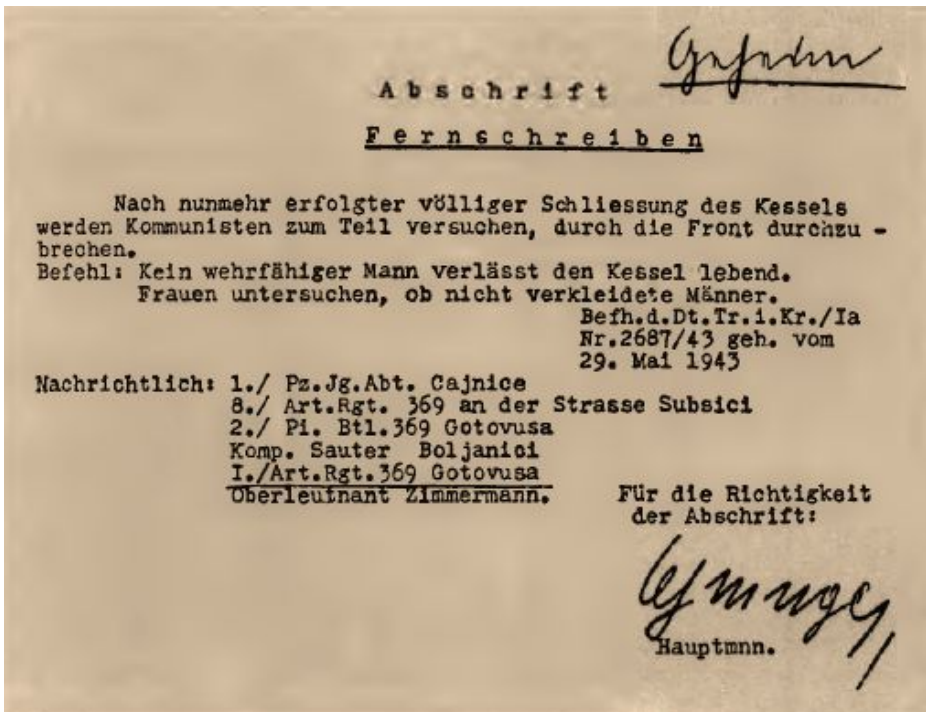 Geheim
Abschrift
Fernschreiben
Nach nunmehr erfolgter völliger Schliessung des Kessels
werden Kommunisten zum Teil versuchen, durch die Front durchzu -
brechen.
Befehl: Kein wehrfähiger Mann verlässt den Kessel lebend.
Frauen untersuchen, ob nicht verkleidete Männer.
Befh.d.Dt.Tr.i.Kr./Ia
Nr.2687/43 geh. vom
29. Mai 1943
Nachrichtlich: 1./ Pz.Jg.Abt. Cajnice
8./ Art.Rgt. 369 an der Strasse Subsici
2./ Pi. Btl.369 Gotovusa
Komp. Sauter Boljanici
I./Art.Rgt.369 Gotovusa
Oberleutnant Zimmermann.
Für die Richtigkeit
der Abschrift:
Hauptmnn.